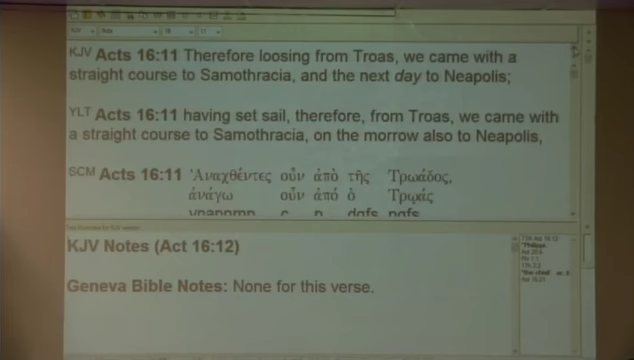 KJV Acts 16:11 Therefore loosing from Troas, we came with a
straight course to Samothracia, and the next day to Neapolis;
YLT Acts 16:11 having set sail, therefore, from Troas, we came with
a straight course to Samothracia, on the morrow also to Neapolis,
SCM Acts 16:11 Ἀναχθέντες οὖν ἀπὸ τῆς Τρωάδος,
ἀνάγω οὖν ἀπό ὁ Τρῳάς
vpapnmp c p dgfs ngfs
KJV Notes (Act 16:12)
Geneva Bible Notes: None for this verse.